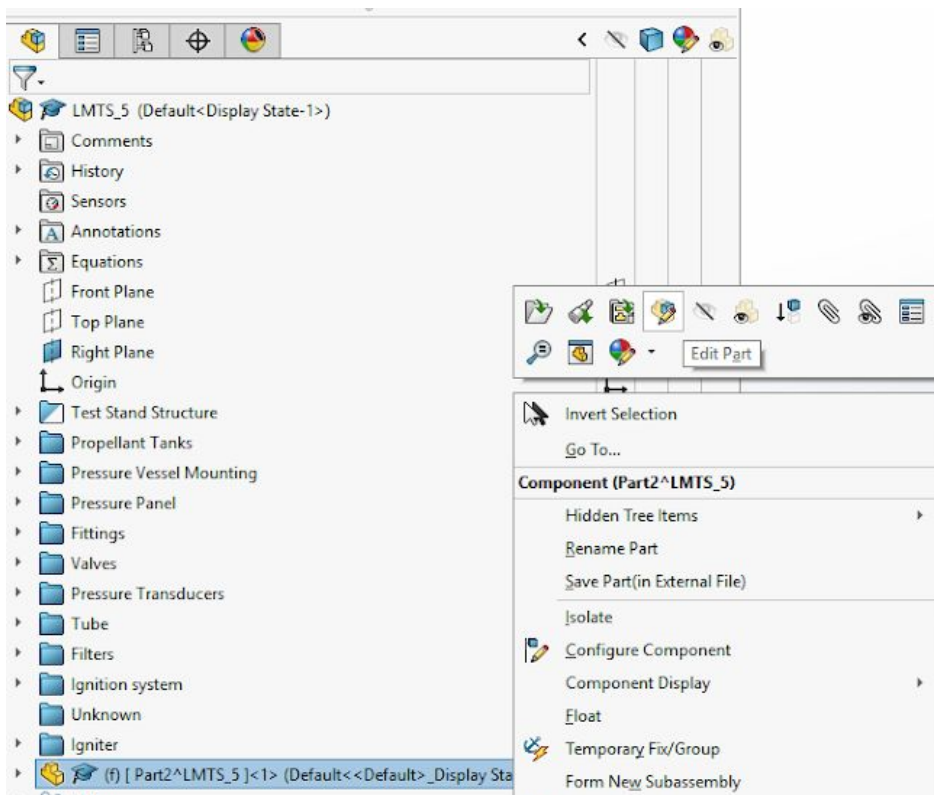 LMTS_5 (Default<Display State-1>)
Comments
History
Sensors
Annotations
Equations
Front Plane
Top Plane
Right Plane
Origin
Test Stand Structure
Propellant Tanks
Pressure Vessel Mounting
Pressure Panel
Fittings
Valves
Pressure Transducers
Tube
Filters
Ignition system
Unknown
Igniter
(f) [ Part2^LMTS_5 ]<1> (Default<<Default>_Display Sta
Edit Part
Invert Selection
Go To...
Component (Part2^LMTS_5)
Hidden Tree Items
Rename Part
Save Part(in External File)
Isolate
Configure Component
Component Display
Float
Temporary Fix/Group
Form New Subassembly